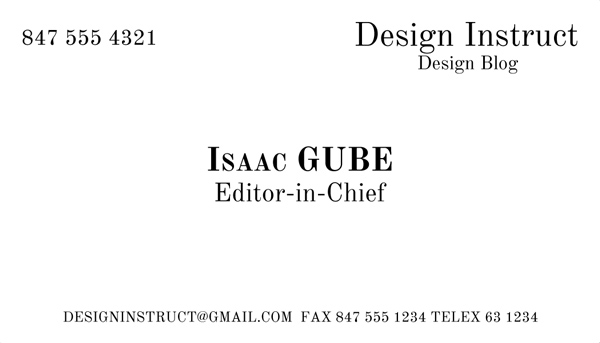 847 555 4321
Design Instruct
Design Blog
Isaac GUBE
Editor-in-Chief
DESIGNINSTRUCT@GMAIL.COM FAX 847 555 1234 TELEX 63 1234